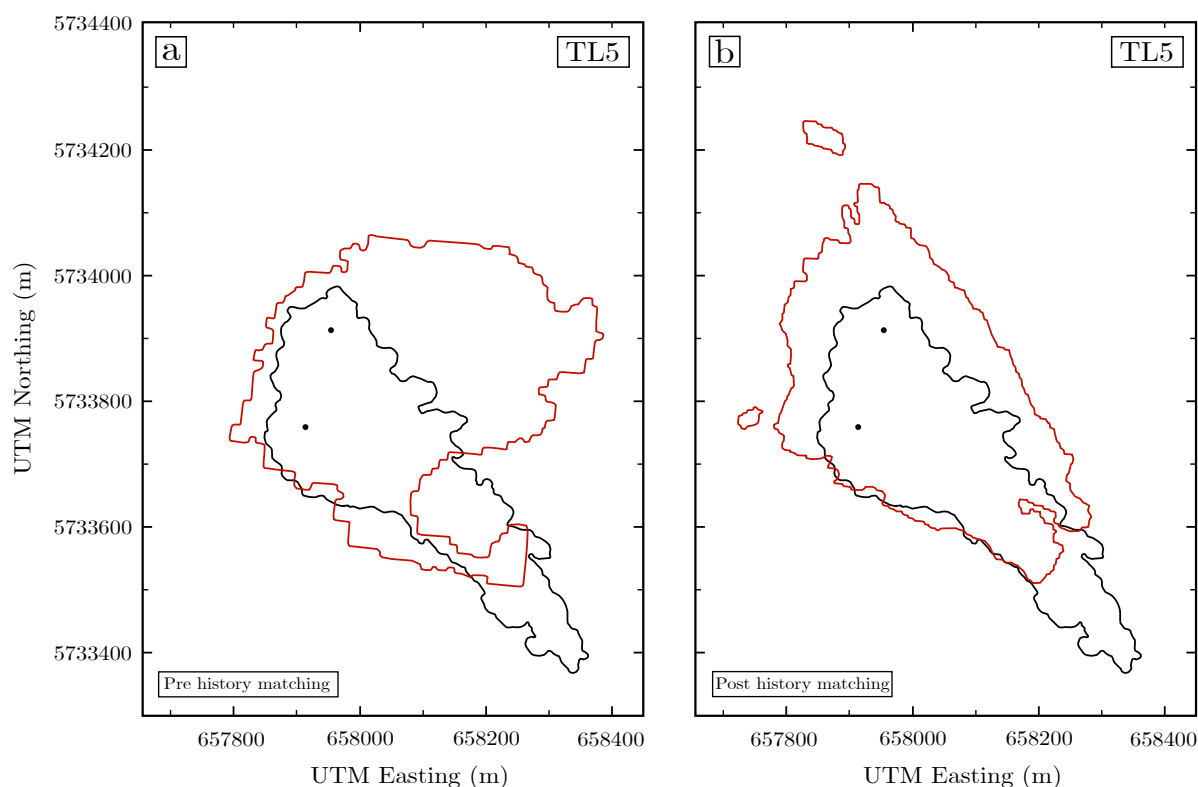 5734400
5734200
5734000
5733800
5733600
5733400
UTM Northing (m)
a
TL5
Pre history matching
657800
658000
658200
658400
UTM Easting (m)
b
TL5
Post history matching
657800
658000
658200
658400
UTM Easting (m)